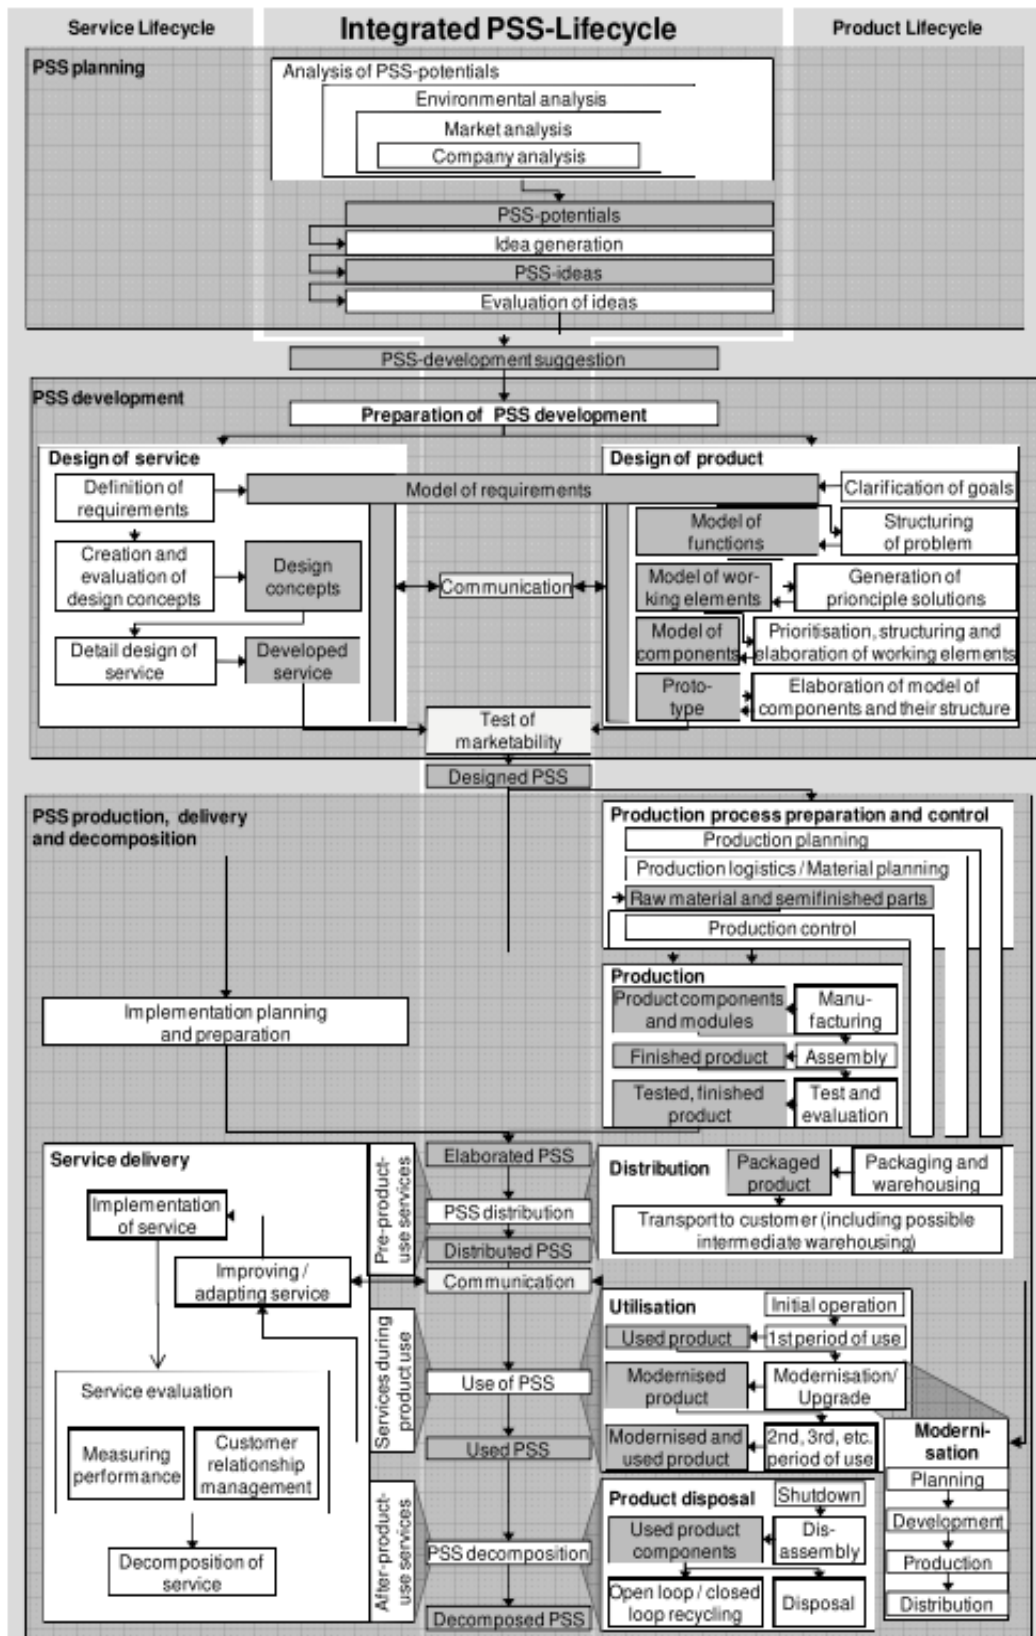 Service Lifecycle
Integrated PSS-Lifecycle
Product Lifecycle
PSS planning
Analysis of PSS-potentials
Environmental analysis
Market analysis
Company analysis
PSS-potentials
Idea generation
PSS-ideas
Evaluation of ideas
PSS-development suggestion
PSS development
Preparation of PSS development
Design of service
Definition of
requirements
Creation and
evaluation of
design concepts
Design
concepts
Detail design of
service
Developed
service
Model of requirements
Communication
Design of product
Clarification of goals
Model of
functions
Structuring
of problem
Model of wor-
king elements
Generation of
prionciple solutions
Model of
components
Prioritisation, structuring and
elaboration of working elements
Proto-
type
Elaboration of model of
components and their structure
Test of
marketability
Designed PSS
PSS production, delivery
and decomposition
Production process preparation and control
Production planning
Production logistics / Material planning
Raw material and semifinished parts
Production control
Implementation planning
and preparation
Production
Product components
and modules
Manu-
facturing
Finished product
Assembly
Tested, finished
product
Test and
evaluation
Service delivery
Implementation
of service
Improving /
adapting service
Service evaluation
Measuring
performance
Customer
relationship
management
Decomposition of
service
Pre-product-
use services
Services during
product use
After-product-
use services
Elaborated PSS
PSS distribution
Distributed PSS
Communication
Use of PSS
Used PSS
PSS decomposition
Decomposed PSS
Distribution
Packaged
product
Packaging and
warehousing
Transport to customer (including possible
intermediate warehousing)
Utilisation
Initial operation
Used product
1st period of use
Modernised
product
Modernisation/
Upgrade
Modernised and
used product
2nd, 3rd, etc.
period of use
Product disposal
Shutdown
Used product
components
Dis-
assembly
Open loop / closed
loop recycling
Disposal
Moderni-
sation
Planning
Development
Production
Distribution